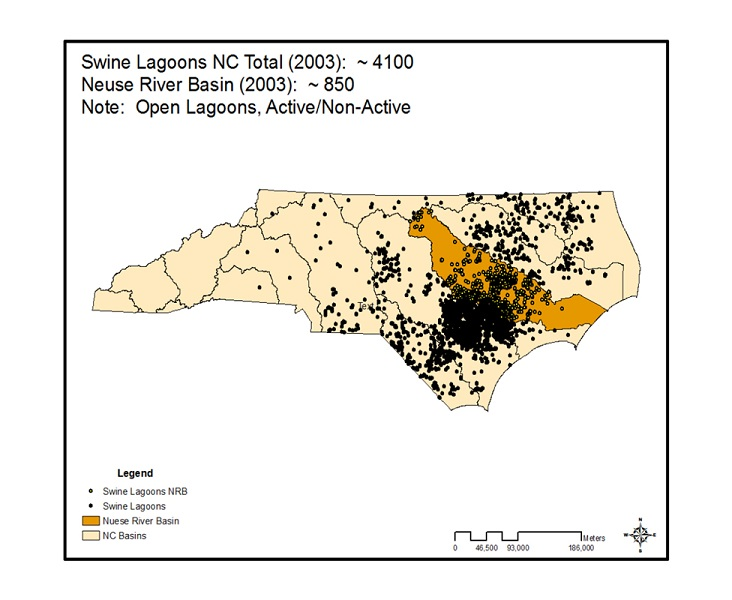 Swine Lagoons NC Total (2003):  ~ 4100
Neuse River Basin (2003):  ~ 850
Note:  Open Lagoons, Active/Non-Active
Text
Legend
Swine Lagoons NRB
Swine Lagoons
Nuese River Basin
NC Basins
N
W E
S
Meters
0 46,500 93,000 186,000